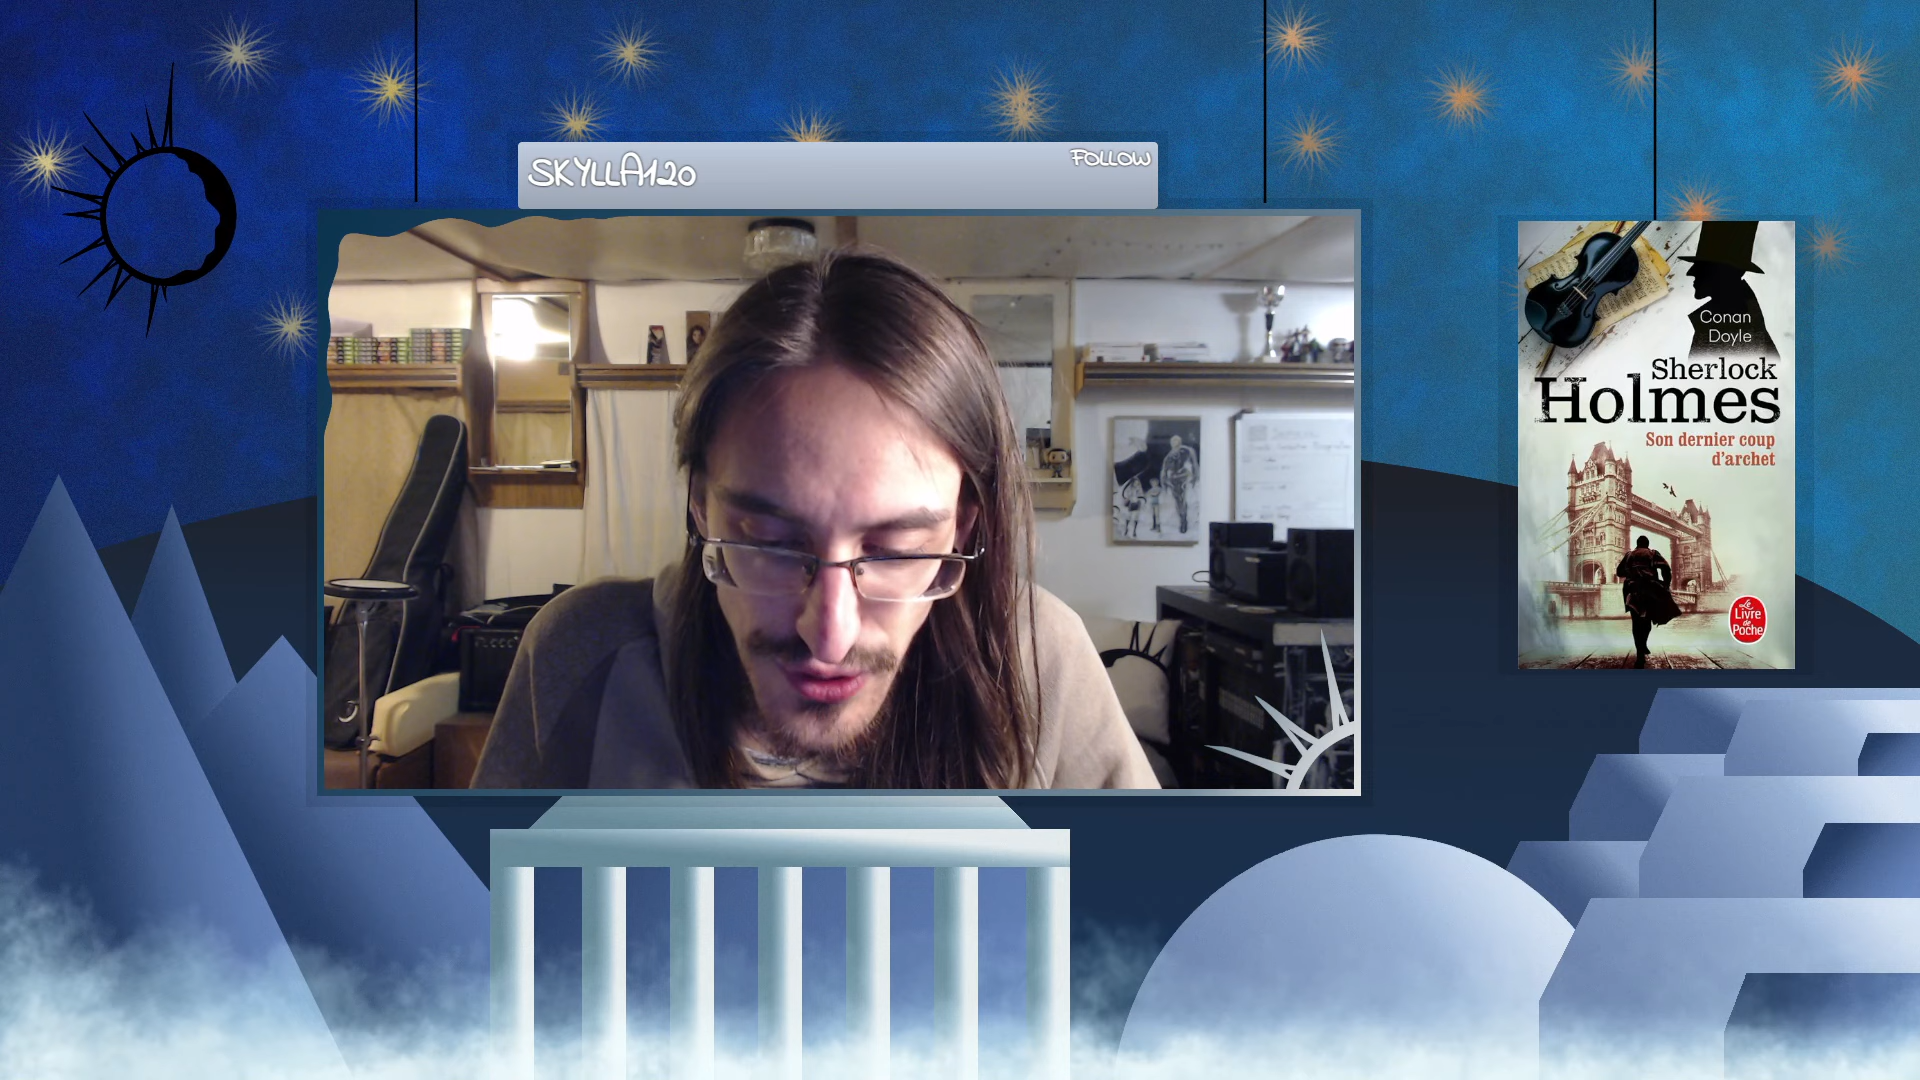 SKYLLA120
FOLLOW
Conan
Doyle
Sherlock
Holmes
Son dernier coup
d'archet
Le
Livre
de
Poche